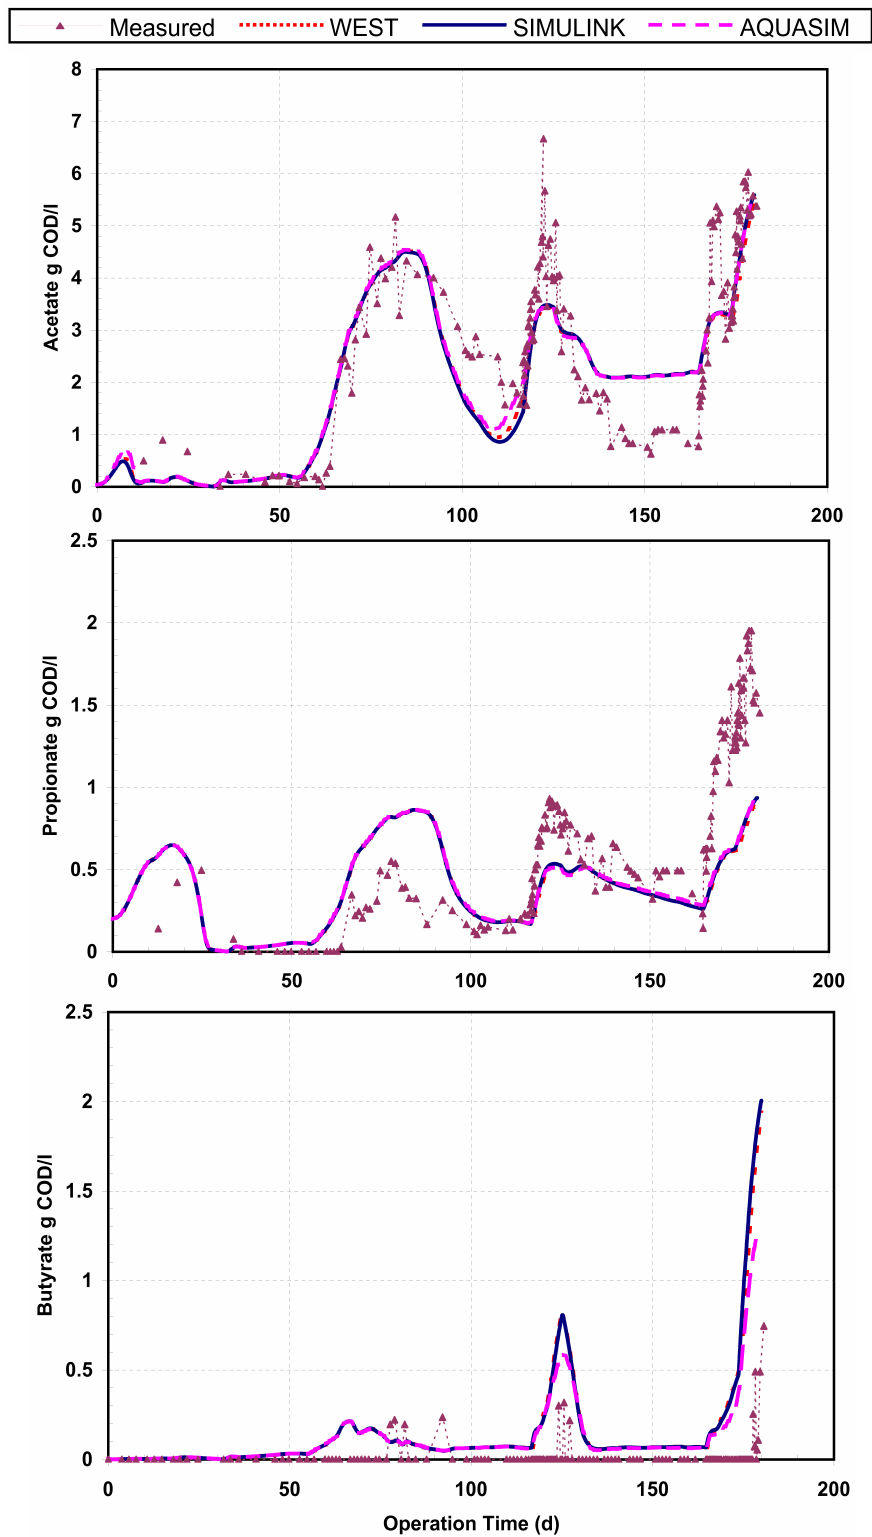 Measured WEST SIMULINK AQUASIM
8
7
6
5
4
3
2
1
0
Acetate g COD/l
0 50 100 150 200
2.5
2
1.5
1
0.5
0
Propionate g COD/l
0 50 100 150 200
2.5
2
1.5
1
0.5
0
Butyrate g COD/l
0 50 100 150 200
Operation Time (d)